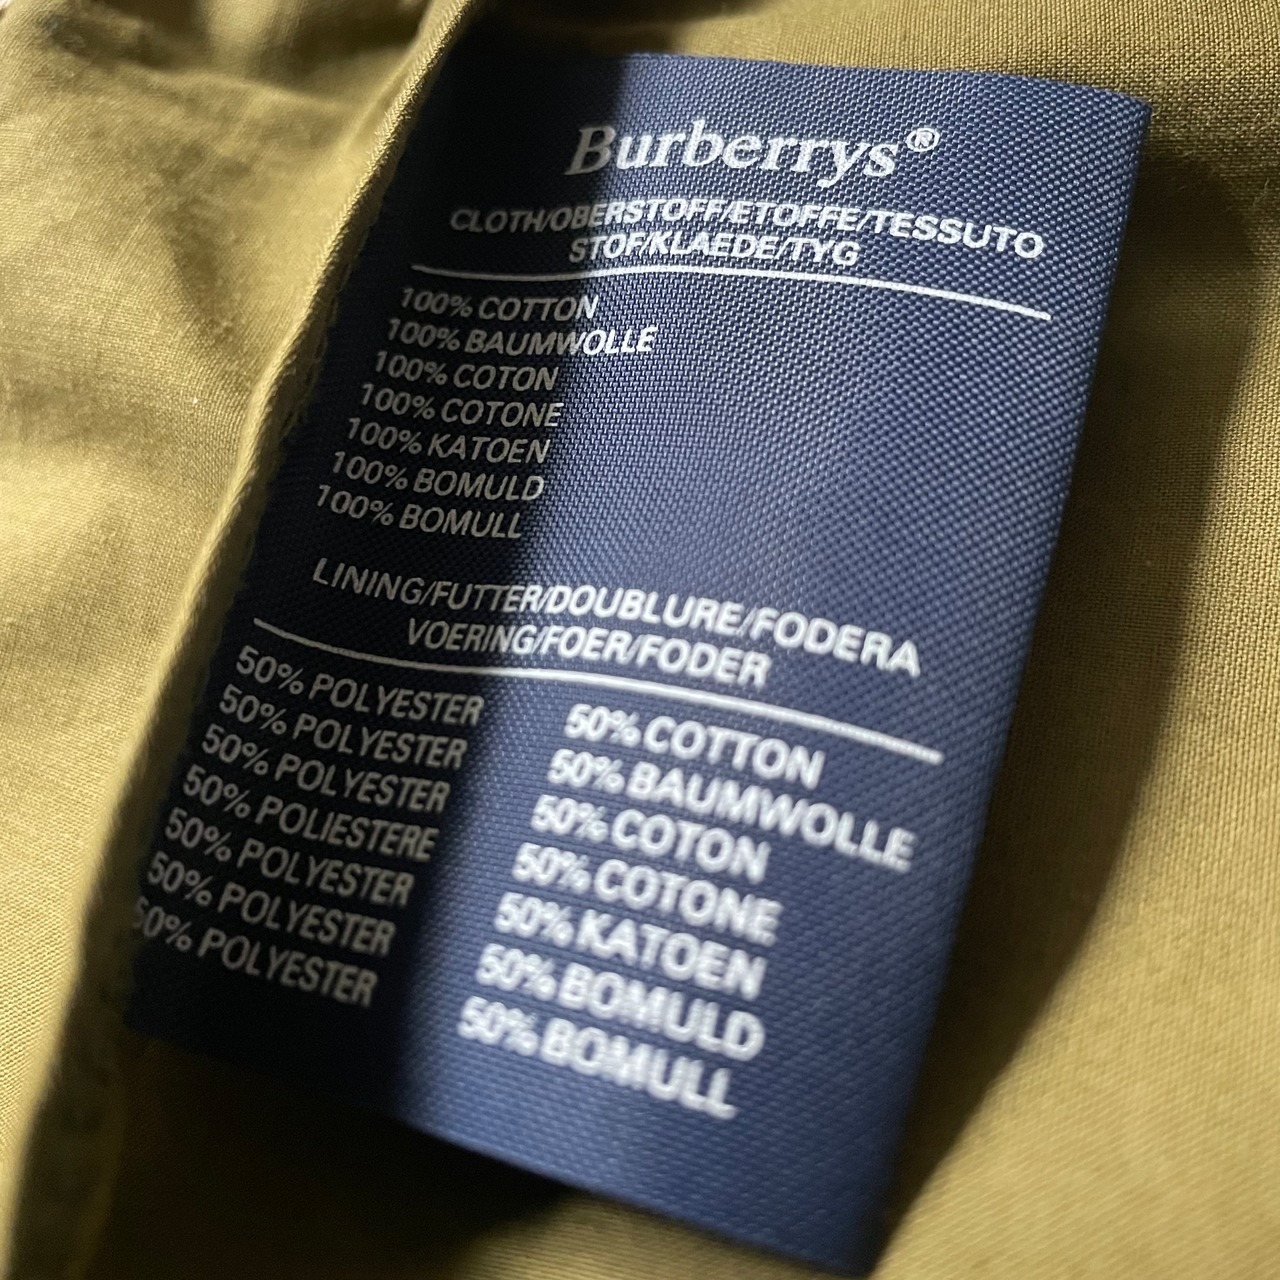 Burberrys®
CLOTH/OBERSTOFF/ÆTOFFE/TESSUTO
STOF/KLAEDE/TYG
100% COTTON
100% BAUMWOLLE
100% COTON
100% COTONE
100% KATOEN
100% BOMULD
100% BOMULL
LINING/FUTTER/DOUBLURE/FODERA
VOERING/FOER/FODER
50% POLYESTER 50% COTTON
50% POLYESTER 50% BAUMWOLLE
50% POLYESTER 50% COTON
50% POLIESTERE 50% COTONE
50% POLYESTER 50% KATOEN
50% POLYESTER 50% BOMULD
50% POLYESTER 50% BOMULL